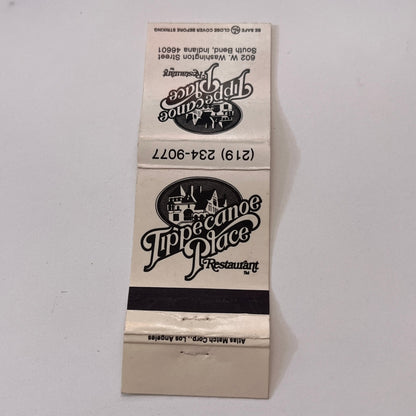 BE SAFE CLOSE COVER BEFORE STRIKING
602 W. Washington Street
South Bend, Indiana 46601
Tippecanoe
Place
Restaurant
(219) 234-9077
Tippecanoe
Place
Restaurant
TM
Atlas Match Corp., Los Angeles